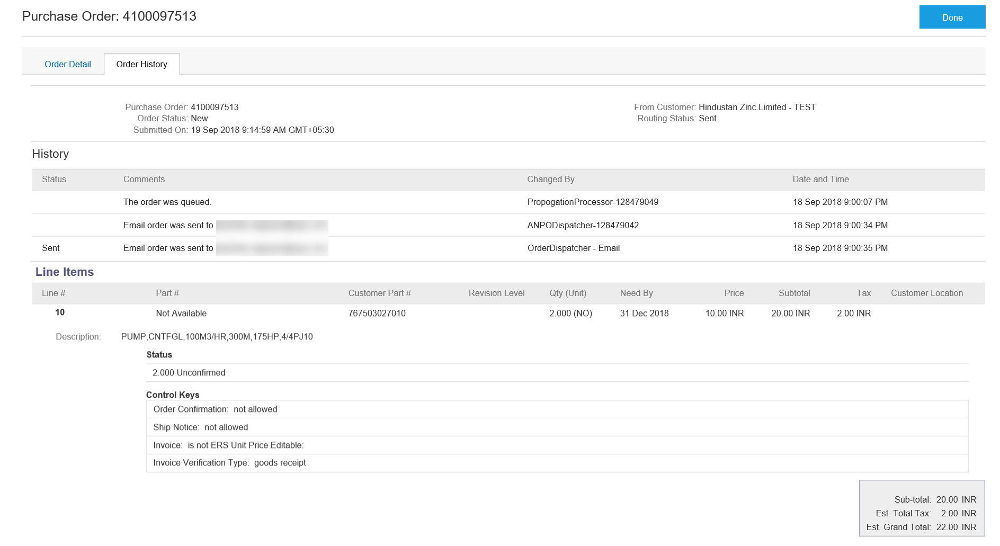 Purchase Order: 4100097513
Done
Order Detail
Order History
Purchase Order: 4100097513
Order Status: New
Submitted On: 19 Sep 2018 9:14:59 AM GMT+05:30
From Customer: Hindustan Zinc Limited - TEST
Routing Status: Sent
History
Status Comments Changed By Date and Time
The order was queued. PropogationProcessor-128479049 18 Sep 2018 9:00:07 PM
Email order was sent to ANPODispatcher-128479042 18 Sep 2018 9:00:34 PM
Sent Email order was sent to OrderDispatcher - Email 18 Sep 2018 9:00:35 PM
Line Items
Line # Part # Customer Part # Revision Level Qty (Unit) Need By Price Subtotal Tax Customer Location
10 Not Available 767503027010 2.000 (NO) 31 Dec 2018 10.00 INR 20.00 INR 2.00 INR
Description: PUMP,CNTFGL,100M3/HR,300M,175HP,4/4PJ10
Status
2.000 Unconfirmed
Control Keys
Order Confirmation: not allowed
Ship Notice: not allowed
Invoice: is not ERS Unit Price Editable:
Invoice Verification Type: goods receipt
Sub-total: 20.00 INR
Est. Total Tax: 2.00 INR
Est. Grand Total: 22.00 INR